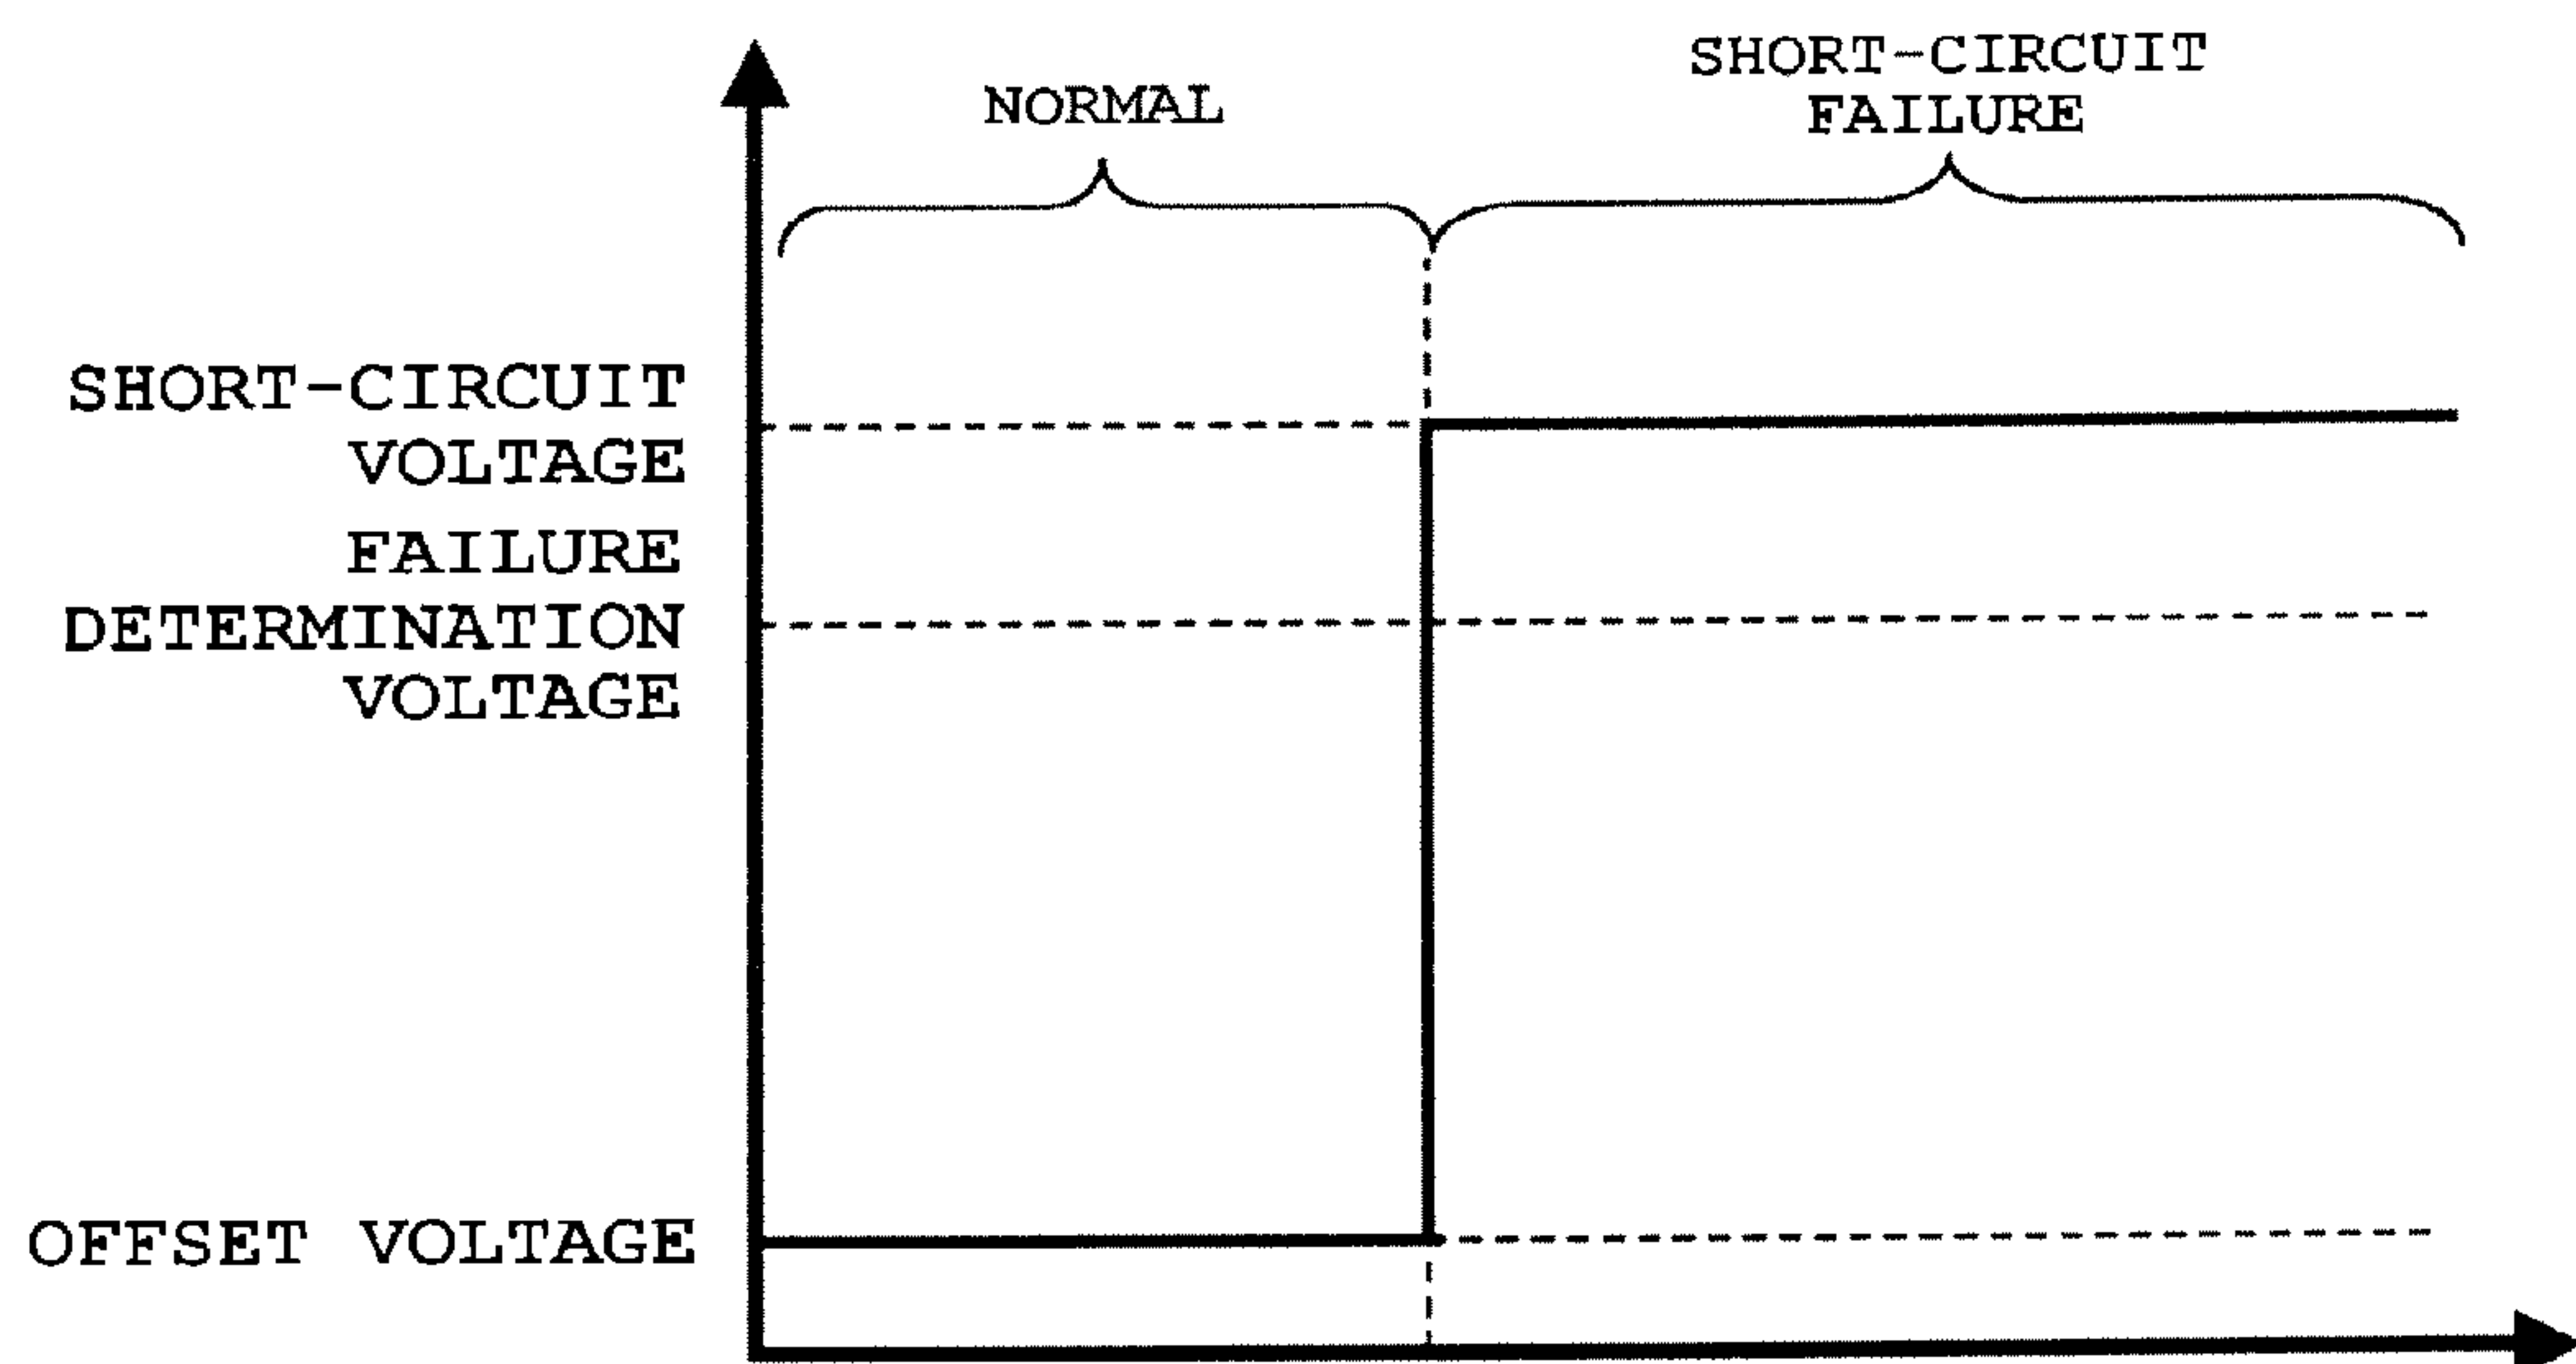 NORMAL
SHORT-CIRCUIT
FAILURE
SHORT-CIRCUIT
VOLTAGE
FAILURE
DETERMINATION
VOLTAGE
OFFSET VOLTAGE